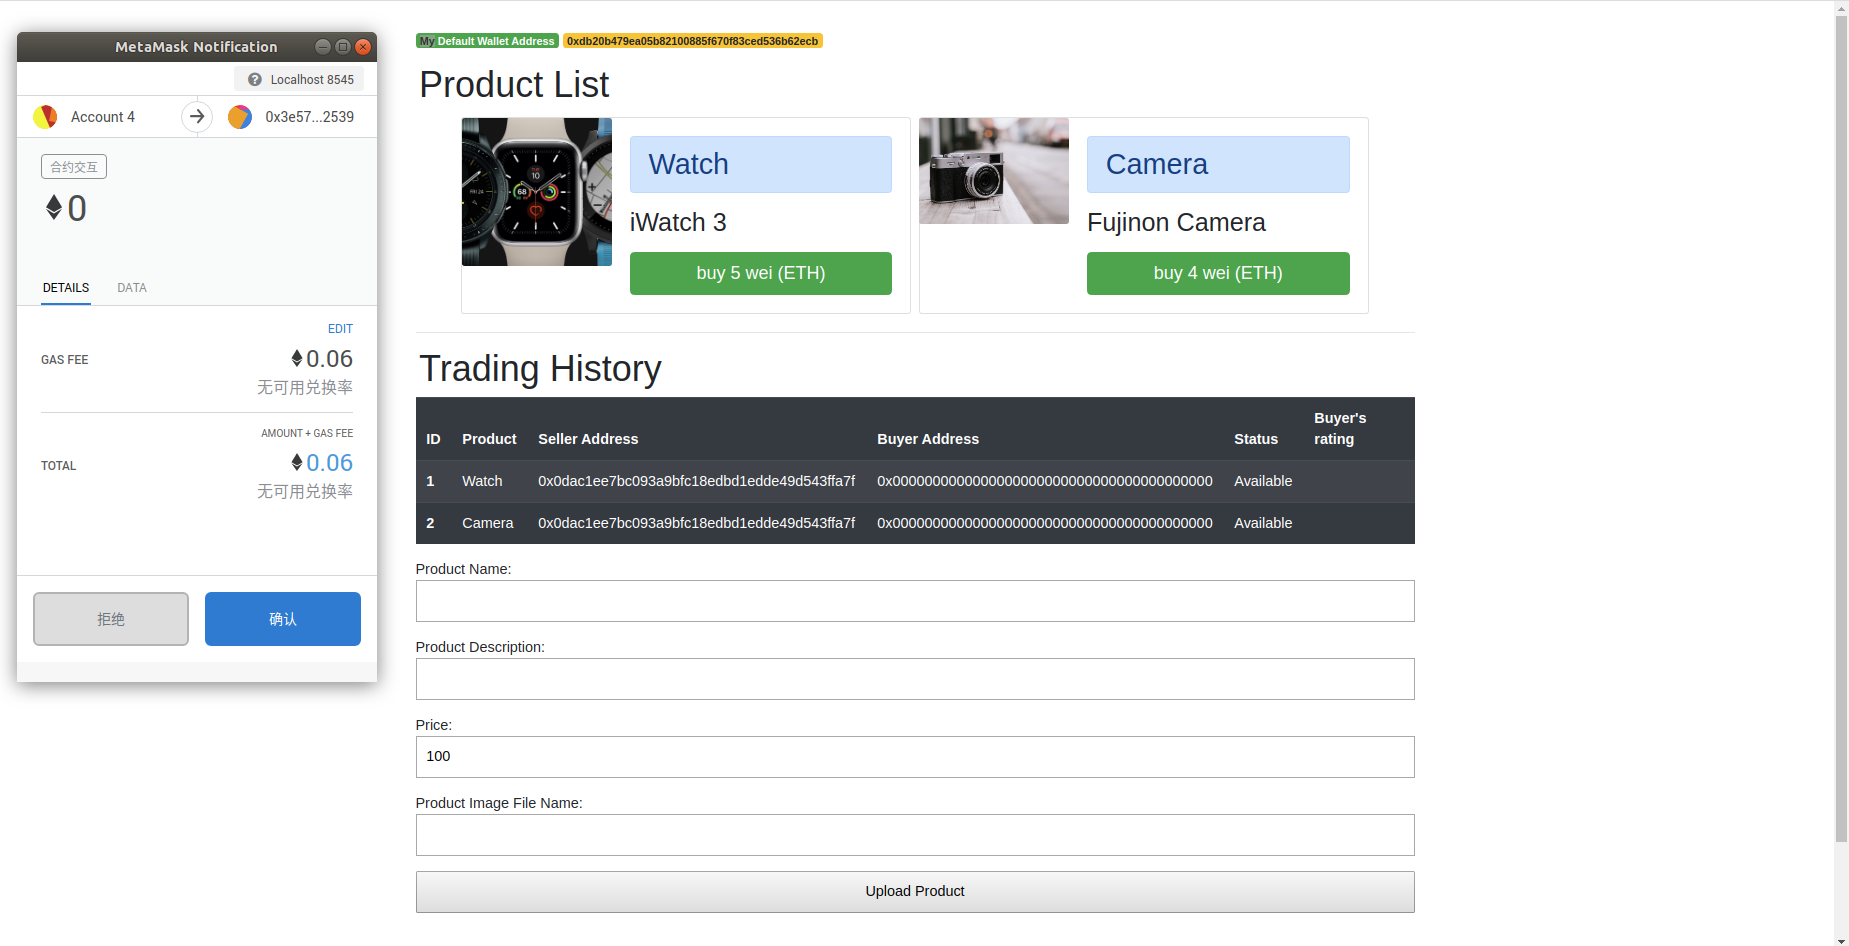 MetaMask Notification
Localhost 8545
Account 4
0x3e57...2539
合约交互
0
DETAILS
DATA
EDIT
GAS FEE
0.06
无可用兑换率
AMOUNT + GAS FEE
TOTAL
0.06
无可用兑换率
拒绝
确认
My Default Wallet Address 0xdb20b479ea05b82100885f670f83ced536b62ecb
Product List
Watch
iWatch 3
buy 5 wei (ETH)
Camera
Fujinon Camera
buy 4 wei (ETH)
Trading History
ID Product Seller Address Buyer Address Status Buyer's rating
1 Watch 0x0dac1ee7bc093a9bfc18edbd1edde49d543ffa7f 0x0000000000000000000000000000000000000000 Available
2 Camera 0x0dac1ee7bc093a9bfc18edbd1edde49d543ffa7f 0x0000000000000000000000000000000000000000 Available
Product Name:
Product Description:
Price:
100
Product Image File Name:
Upload Product